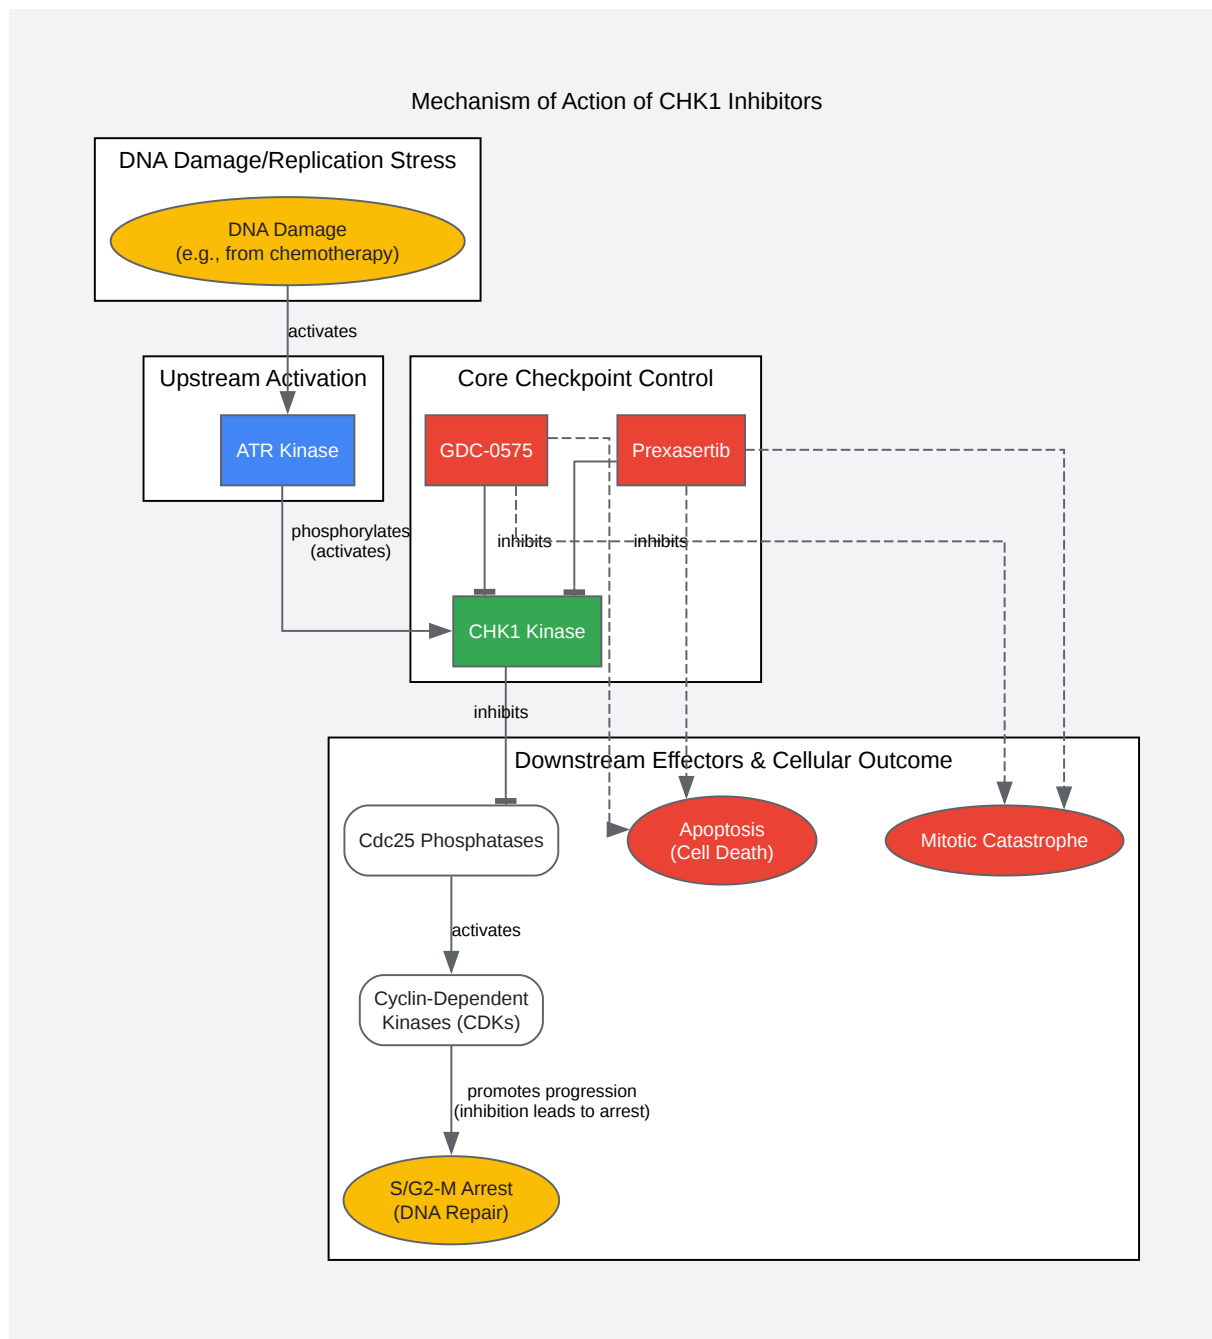 Mechanism of Action of CHK1 Inhibitors
DNA Damage/Replication Stress
DNA Damage
(e.g., from chemotherapy)
activates
Upstream Activation
Core Checkpoint Control
ATR Kinase
GDC-0575
Prexasertib
phosphorylates
(activates)
inhibits
inhibits
CHK1 Kinase
inhibits
Downstream Effectors & Cellular Outcome
Cdc25 Phosphatases
Apoptosis
(Cell Death)
Mitotic Catastrophe
activates
Cyclin-Dependent
Kinases (CDKs)
promotes progression
(inhibition leads to arrest)
S/G2-M Arrest
(DNA Repair)